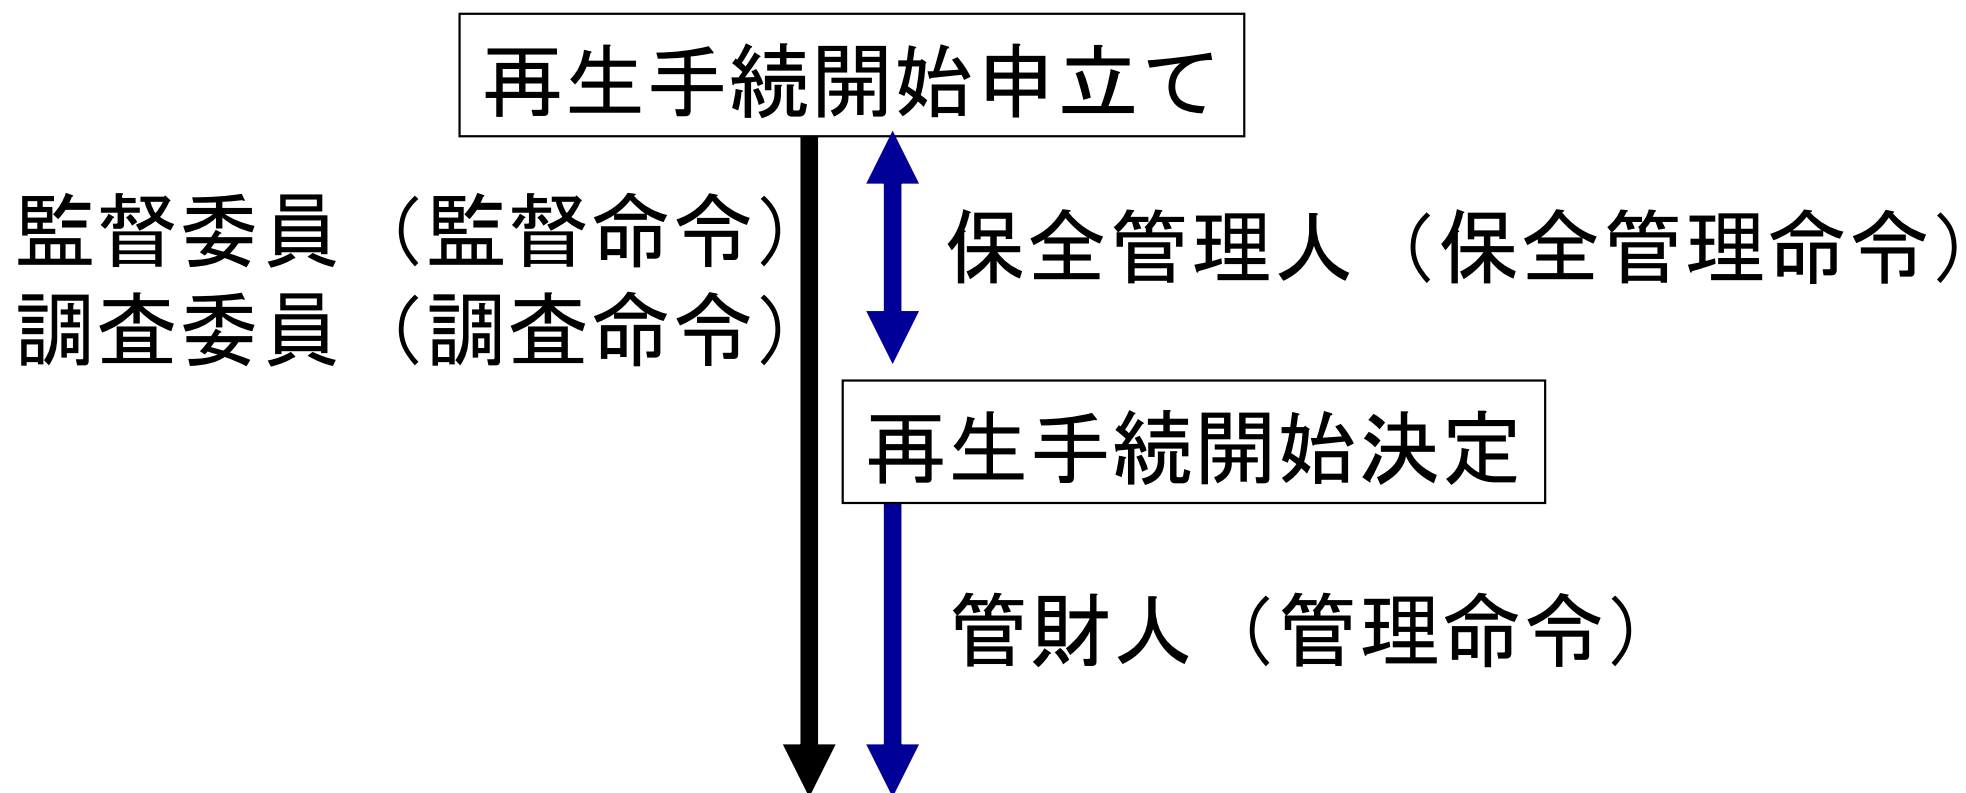 再生手続開始申立て
監督委員（監督命令）
調査委員（調査命令）
保全管理人（保全管理命令）
再生手続開始決定
管財人（管理命令）